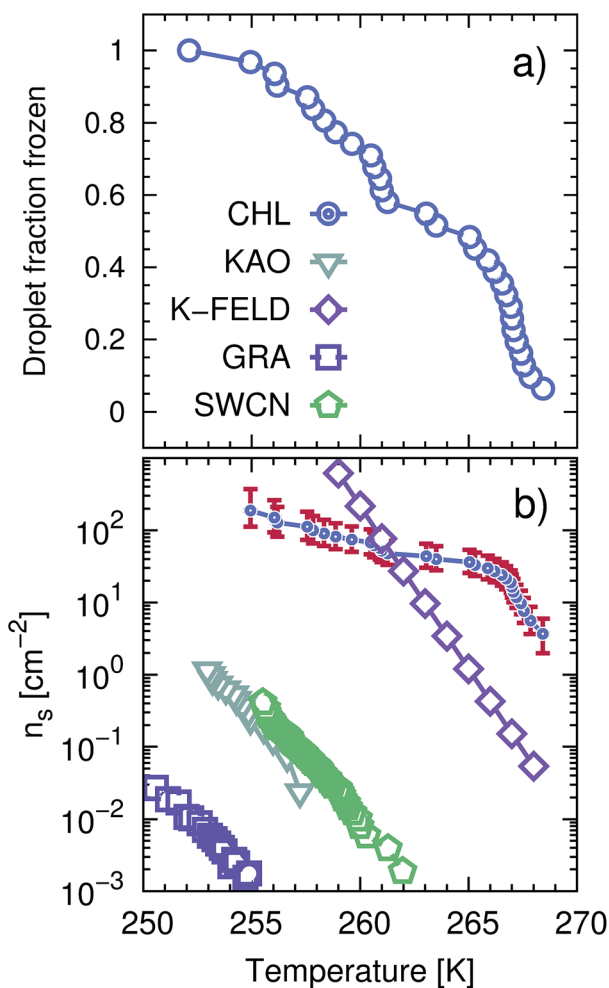 a)
Droplet fraction frozen
1
0.8
0.6
0.4
0.2
0
CHL
KAO
K−FELD
GRA
SWCN
b)
n_s [cm^−2]
10^2
10^1
10^0
10^−1
10^−2
10^−3
250 255 260 265 270
Temperature [K]